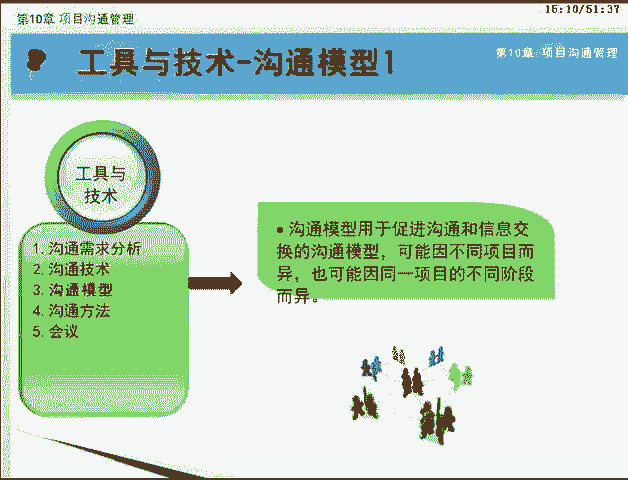 第10章 项目沟通管理
15:10/51:37
工具与技术-沟通模型1
第10章 项目沟通管理
工具与
技术
1. 沟通需求分析
2. 沟通技术
3. 沟通模型
4. 沟通方法
5. 会议
• 沟通模型用于促进沟通和信息交
换的沟通模型，可能因不同项目而
异，也可能因同一项目的不同阶段
而异。